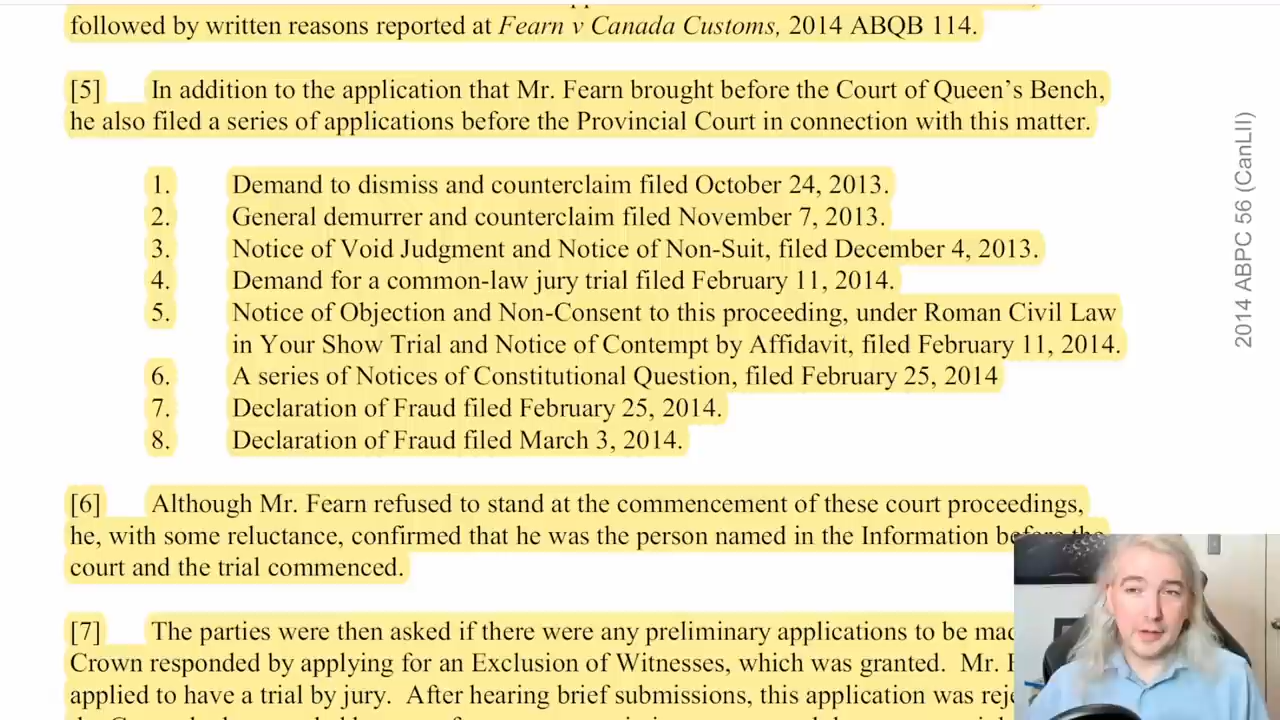 followed by written reasons reported at Fearn v Canada Customs, 2014 ABQB 114.
[5] In addition to the application that Mr. Fearn brought before the Court of Queen's Bench,
he also filed a series of applications before the Provincial Court in connection with this matter.
1. Demand to dismiss and counterclaim filed October 24, 2013.
2. General demurrer and counterclaim filed November 7, 2013.
3. Notice of Void Judgment and Notice of Non-Suit, filed December 4, 2013.
4. Demand for a common-law jury trial filed February 11, 2014.
5. Notice of Objection and Non-Consent to this proceeding, under Roman Civil Law
in Your Show Trial and Notice of Contempt by Affidavit, filed February 11, 2014.
6. A series of Notices of Constitutional Question, filed February 25, 2014
7. Declaration of Fraud filed February 25, 2014.
8. Declaration of Fraud filed March 3, 2014.
[6] Although Mr. Fearn refused to stand at the commencement of these court proceedings,
he, with some reluctance, confirmed that he was the person named in the Information before the
court and the trial commenced.
[7] The parties were then asked if there were any preliminary applications to be
Crown responded by applying for an Exclusion of Witnesses, which was granted. Mr.
applied to have a trial by jury. After hearing brief submissions, this application was
2014 ABPC 56 (CanLII)